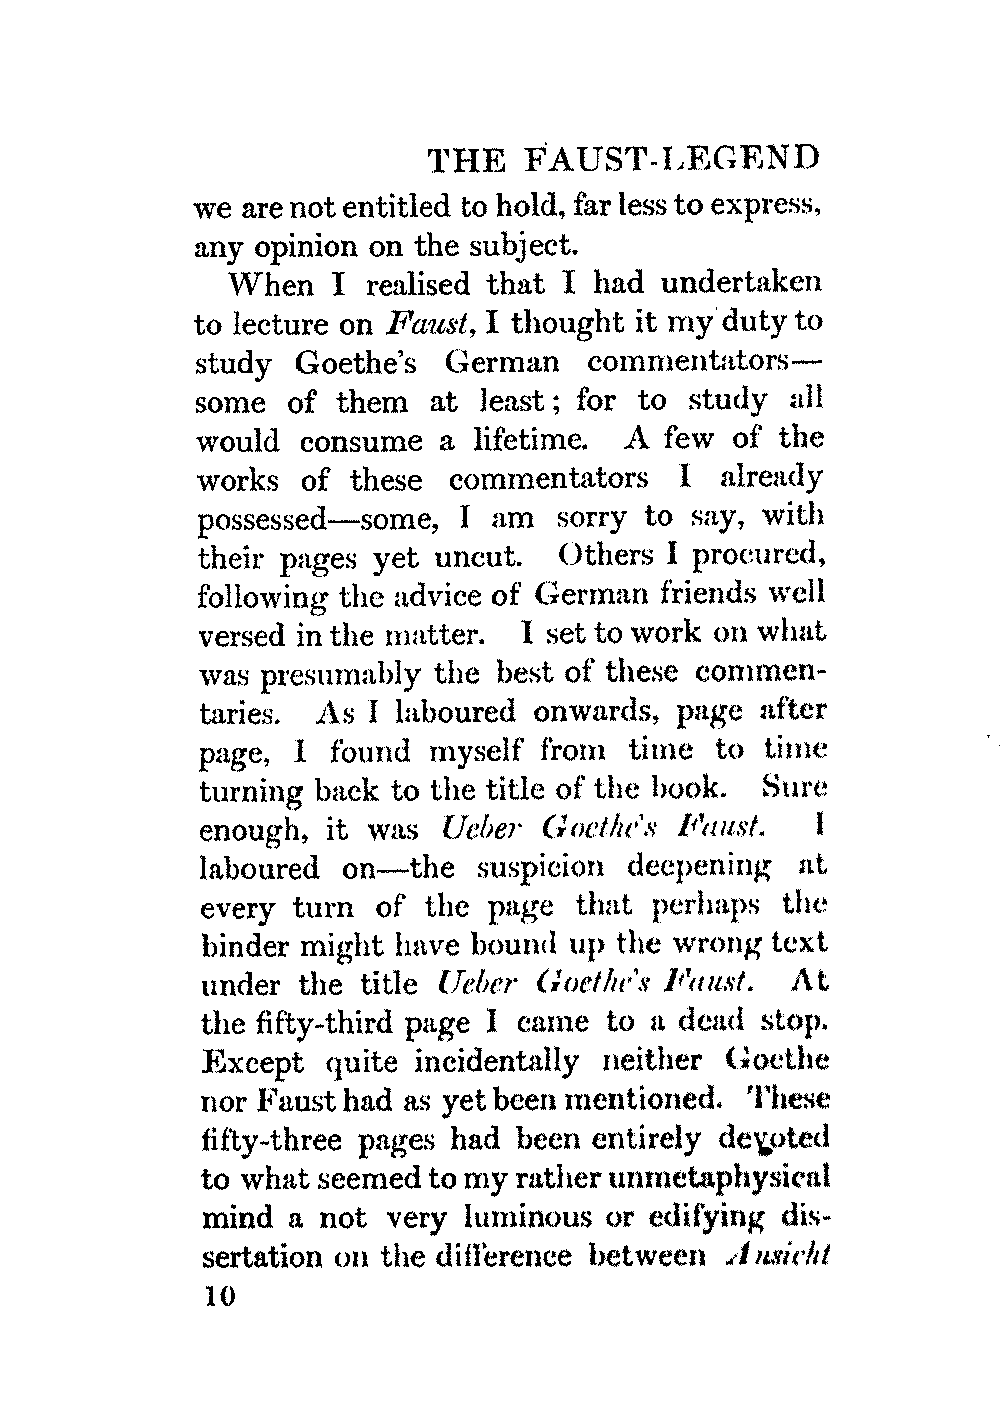 THE FAUST-LEGEND
we are not entitled to hold, far less to express,
any opinion on the subject.
When I realised that I had undertaken
to lecture on Faust, I thought it my duty to
study Goethe's German commentators—
some of them at least; for to study all
would consume a lifetime. A few of the
works of these commentators I already
possessed—some, I am sorry to say, with
their pages yet uncut. Others I procured,
following the advice of German friends well
versed in the matter. I set to work on what
was presumably the best of these commen-
taries. As I laboured onwards, page after
page, I found myself from time to time
turning back to the title of the book. Sure
enough, it was Ueber Goethe's Faust. I
laboured on—the suspicion deepening at
every turn of the page that perhaps the
binder might have bound up the wrong text
under the title Ueber Goethe's Faust. At
the fifty-third page I came to a dead stop.
Except quite incidentally neither Goethe
nor Faust had as yet been mentioned. These
fifty-three pages had been entirely devoted
to what seemed to my rather unmetaphysical
mind a not very luminous or edifying dis-
sertation on the difference between Ansicht
10